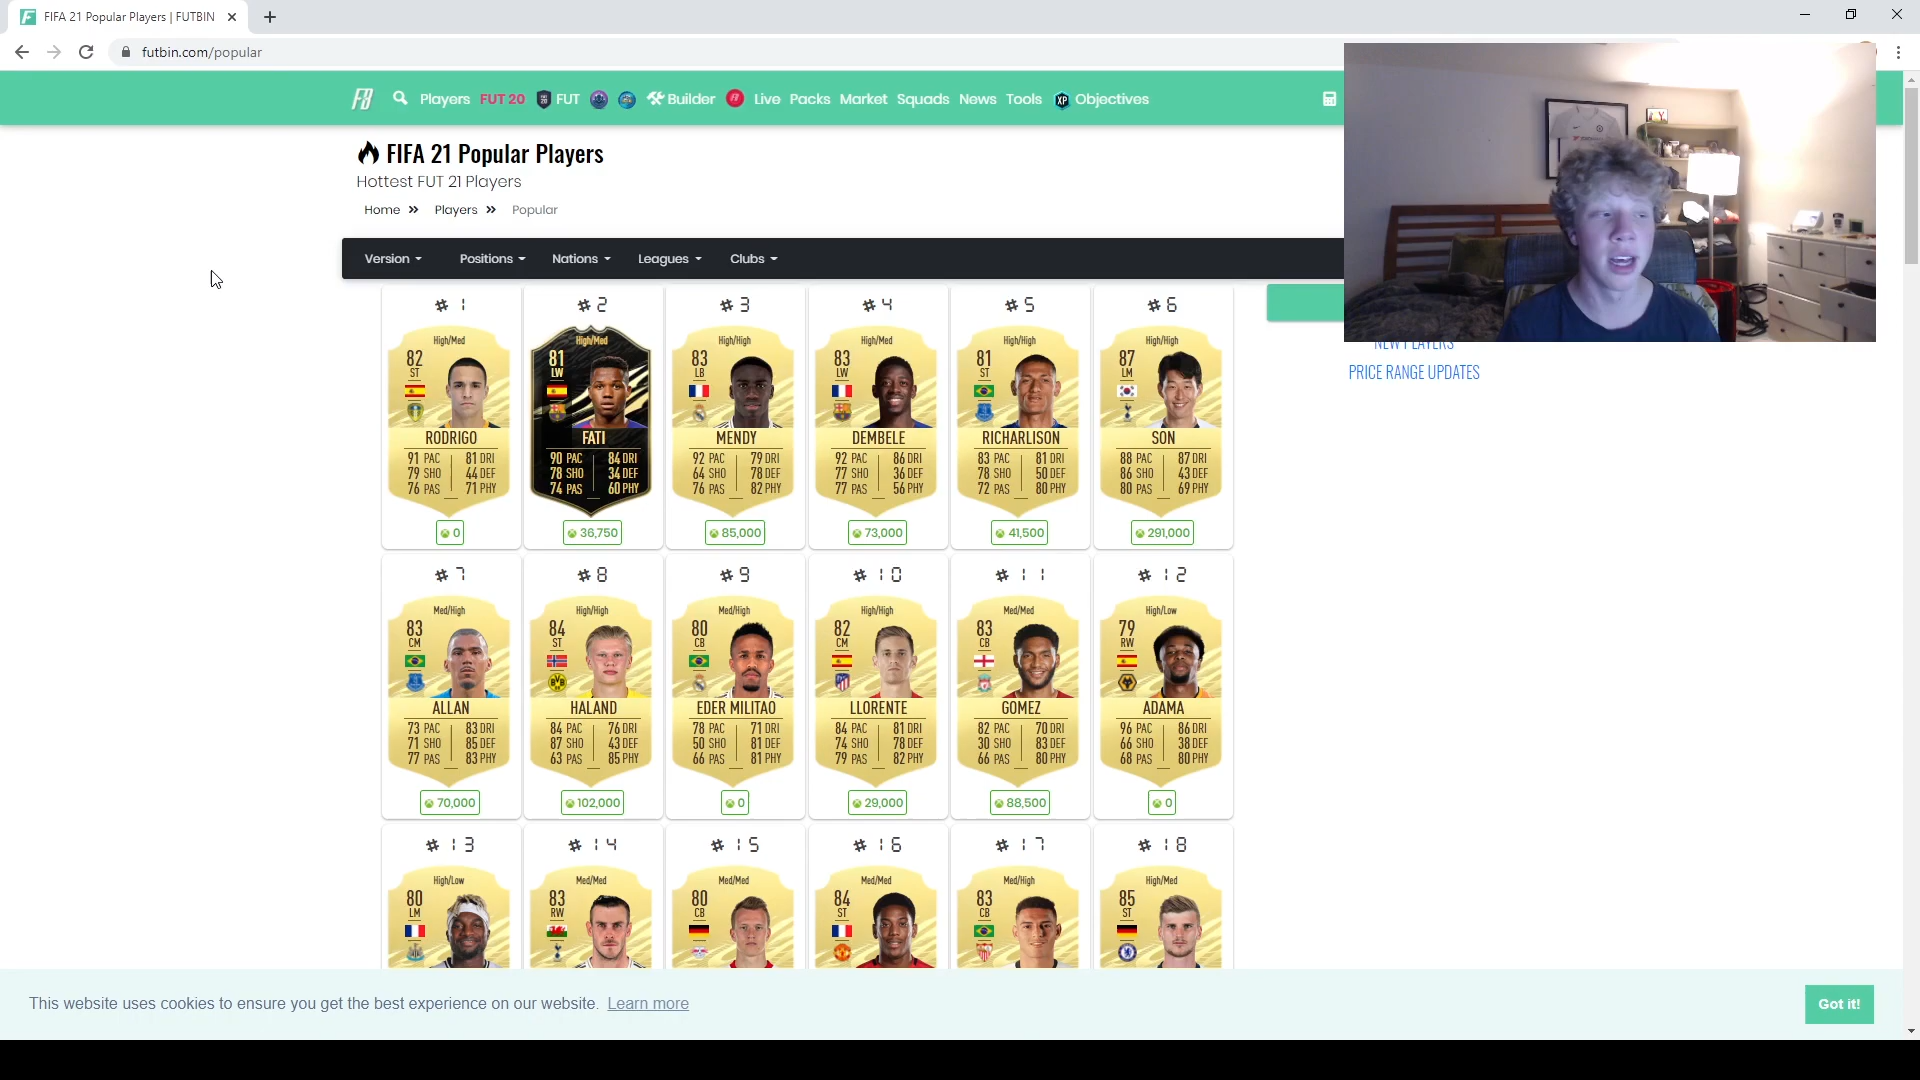 FIFA 21 Popular Players | FUTBIN
futbin.com/popular
Players FUT 20 FUT Builder Live Packs Market Squads News Tools XP Objectives
FIFA 21 Popular Players
Hottest FUT 21 Players
Home » Players » Popular
Version Positions Nations Leagues Clubs
NEW PLAYERS
PRICE RANGE UPDATES
# 1 # 2 # 3 # 4 # 5 # 6
High/Med High/Med High/High High/Med High/High High/High
82 81 83 83 81 87
ST LW LB LW ST LM
RODRIGO FATI MENDY DEMBELE RICHARLISON SON
91 PAC 81 DRI 90 PAC 84 DRI 92 PAC 79 DRI 92 PAC 86 DRI 83 PAC 81 DRI 88 PAC 87 DRI
79 SHO 44 DEF 78 SHO 34 DEF 64 SHO 78 DEF 77 SHO 36 DEF 78 SHO 50 DEF 86 SHO 43 DEF
76 PAS 71 PHY 74 PAS 60 PHY 76 PAS 82 PHY 77 PAS 56 PHY 72 PAS 80 PHY 80 PAS 69 PHY
0 36,750 85,000 73,000 41,500 291,000
# 7 # 8 # 9 # 10 # 11 # 12
Med/High High/High Med/High High/High Med/Med High/Low
83 84 80 82 83 79
CM ST CB CM CB RW
ALLAN HALAND EDER MILITAO LLORENTE GOMEZ ADAMA
73 PAC 83 DRI 84 PAC 76 DRI 78 PAC 71 DRI 84 PAC 81 DRI 82 PAC 70 DRI 96 PAC 86 DRI
71 SHO 85 DEF 87 SHO 43 DEF 50 SHO 81 DEF 74 SHO 78 DEF 30 SHO 83 DEF 66 SHO 38 DEF
77 PAS 83 PHY 63 PAS 85 PHY 66 PAS 81 PHY 79 PAS 82 PHY 66 PAS 80 PHY 68 PAS 80 PHY
70,000 102,000 0 29,000 88,500 0
# 13 # 14 # 15 # 16 # 17 # 18
High/Low Med/Med Med/Med Med/Med Med/High High/Med
80 83 80 84 83 85
LM RW CB ST CB ST
This website uses cookies to ensure you get the best experience on our website. Learn more
Got it!